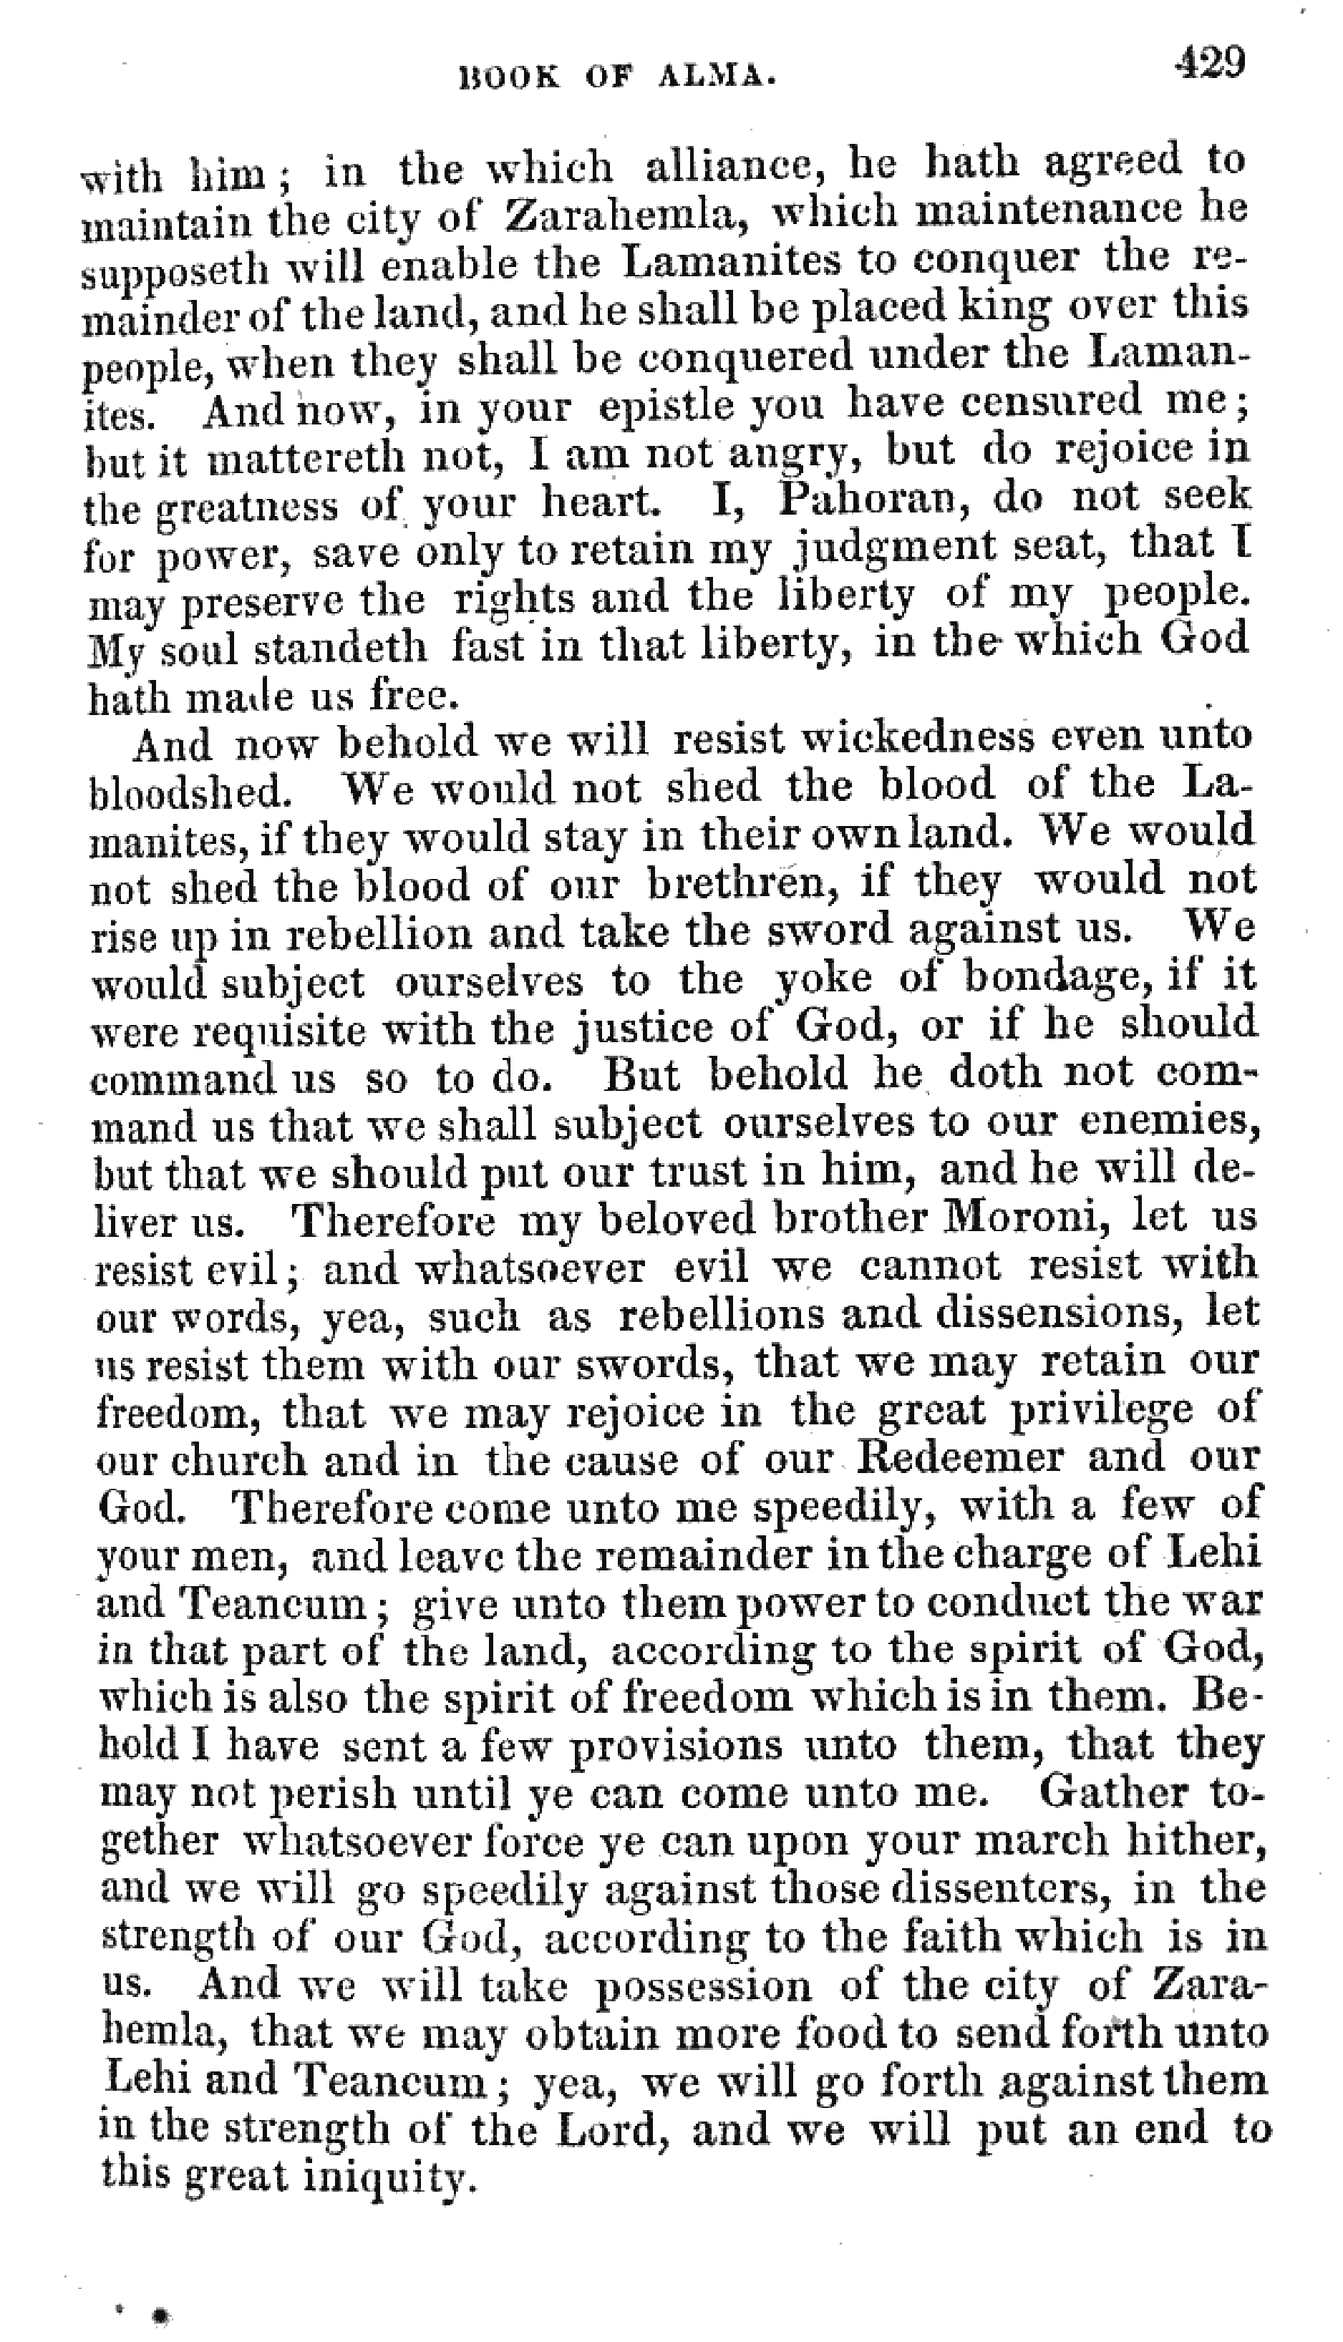 BOOK OF ALMA. 429
with him; in the which alliance, he hath agreed to
maintain the city of Zarahemla, which maintenance he
supposeth will enable the Lamanites to conquer the re-
mainder of the land, and he shall be placed king over this
people, when they shall be conquered under the Laman-
ites. And now, in your epistle you have censured me;
but it mattereth not, I am not angry, but do rejoice in
the greatness of your heart. I, Pahoran, do not seek
for power, save only to retain my judgment seat, that I
may preserve the rights and the liberty of my people.
My soul standeth fast in that liberty, in the which God
hath made us free.
And now behold we will resist wickedness even unto
bloodshed. We would not shed the blood of the La-
manites, if they would stay in their own land. We would
not shed the blood of our brethren, if they would not
rise up in rebellion and take the sword against us. We
would subject ourselves to the yoke of bondage, if it
were requisite with the justice of God, or if he should
command us so to do. But behold he doth not com-
mand us that we shall subject ourselves to our enemies,
but that we should put our trust in him, and he will de-
liver us. Therefore my beloved brother Moroni, let us
resist evil; and whatsoever evil we cannot resist with
our words, yea, such as rebellions and dissensions, let
us resist them with our swords, that we may retain our
freedom, that we may rejoice in the great privilege of
our church and in the cause of our Redeemer and our
God. Therefore come unto me speedily, with a few of
your men, and leave the remainder in the charge of Lehi
and Teancum; give unto them power to conduct the war
in that part of the land, according to the spirit of God,
which is also the spirit of freedom which is in them. Be-
hold I have sent a few provisions unto them, that they
may not perish until ye can come unto me. Gather to-
gether whatsoever force ye can upon your march hither,
and we will go speedily against those dissenters, in the
strength of our God, according to the faith which is in
us. And we will take possession of the city of Zara-
hemla, that we may obtain more food to send forth unto
Lehi and Teancum; yea, we will go forth against them
in the strength of the Lord, and we will put an end to
this great iniquity.